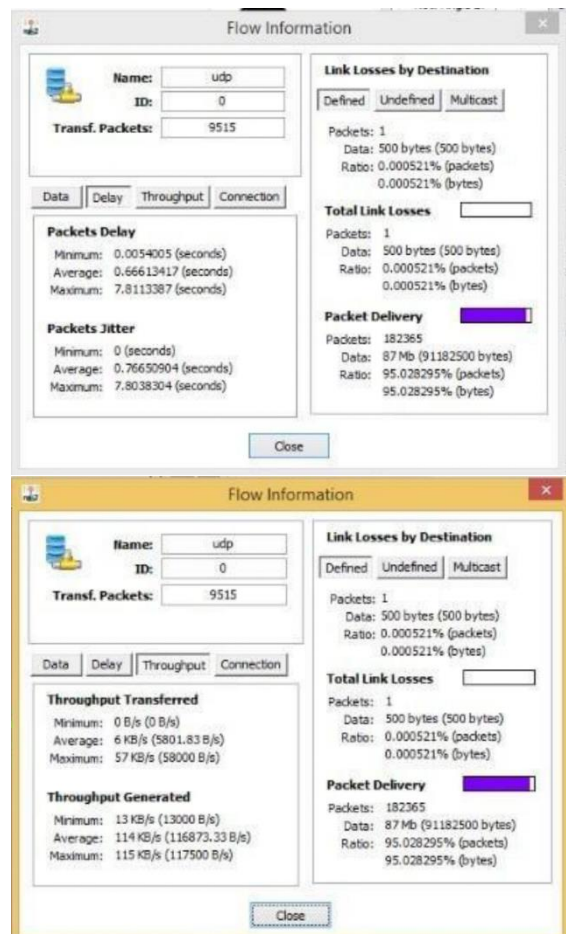 Flow Information
Name: udp
ID: 0
Transf. Packets: 9515
Data Delay Throughput Connection
Packets Delay
Minimum: 0.0054005 (seconds)
Average: 0.66613417 (seconds)
Maximum: 7.8113387 (seconds)
Packets Jitter
Minimum: 0 (seconds)
Average: 0.76650904 (seconds)
Maximum: 7.8038304 (seconds)
Link Losses by Destination
Defined Undefined Multicast
Packets: 1
Data: 500 bytes (500 bytes)
Ratio: 0.000521% (packets)
0.000521% (bytes)
Total Link Losses
Packets: 1
Data: 500 bytes (500 bytes)
Ratio: 0.000521% (packets)
0.000521% (bytes)
Packet Delivery
Packets: 182365
Data: 87 Mb (91182500 bytes)
Ratio: 95.028295% (packets)
95.028295% (bytes)
Close
Flow Information
Name: udp
ID: 0
Transf. Packets: 9515
Data Delay Throughput Connection
Throughput Transferred
Minimum: 0 B/s (0 B/s)
Average: 6 KB/s (5801.83 B/s)
Maximum: 57 KB/s (58000 B/s)
Throughput Generated
Minimum: 13 KB/s (13000 B/s)
Average: 114 KB/s (116873.33 B/s)
Maximum: 115 KB/s (117500 B/s)
Link Losses by Destination
Defined Undefined Multicast
Packets: 1
Data: 500 bytes (500 bytes)
Ratio: 0.000521% (packets)
0.000521% (bytes)
Total Link Losses
Packets: 1
Data: 500 bytes (500 bytes)
Ratio: 0.000521% (packets)
0.000521% (bytes)
Packet Delivery
Packets: 182365
Data: 87 Mb (91182500 bytes)
Ratio: 95.028295% (packets)
95.028295% (bytes)
Close